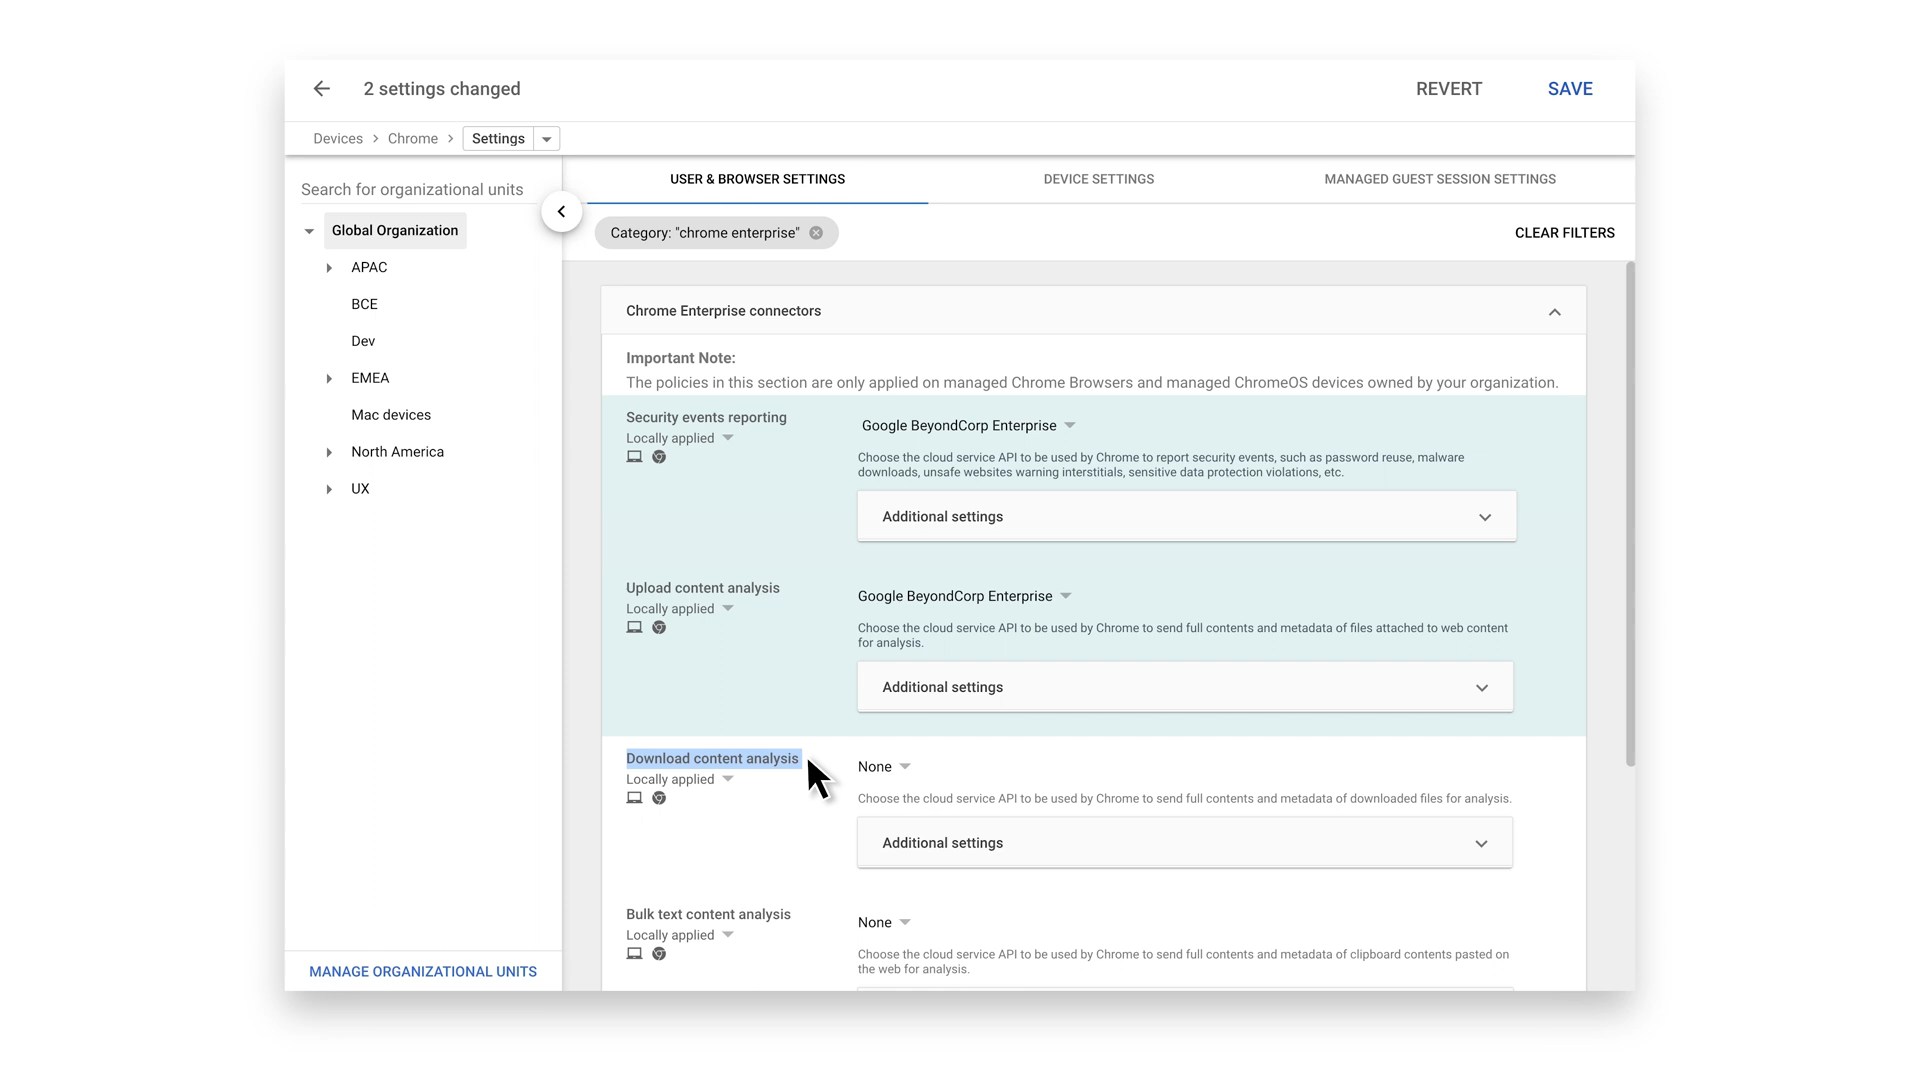 2 settings changed
REVERT
SAVE
Devices
Chrome
Settings
Search for organizational units
Global Organization
APAC
BCE
Dev
EMEA
Mac devices
North America
UX
MANAGE ORGANIZATIONAL UNITS
USER & BROWSER SETTINGS
DEVICE SETTINGS
MANAGED GUEST SESSION SETTINGS
Category: "chrome enterprise"
CLEAR FILTERS
Chrome Enterprise connectors
Important Note:
The policies in this section are only applied on managed Chrome Browsers and managed ChromeOS devices owned by your organization.
Security events reporting
Locally applied
Google BeyondCorp Enterprise
Choose the cloud service API to be used by Chrome to report security events, such as password reuse, malware
downloads, unsafe websites warning interstitials, sensitive data protection violations, etc.
Additional settings
Upload content analysis
Locally applied
Google BeyondCorp Enterprise
Choose the cloud service API to be used by Chrome to send full contents and metadata of files attached to web content
for analysis.
Additional settings
Download content analysis
Locally applied
None
Choose the cloud service API to be used by Chrome to send full contents and metadata of downloaded files for analysis.
Additional settings
Bulk text content analysis
Locally applied
None
Choose the cloud service API to be used by Chrome to send full contents and metadata of clipboard contents pasted on
the web for analysis.